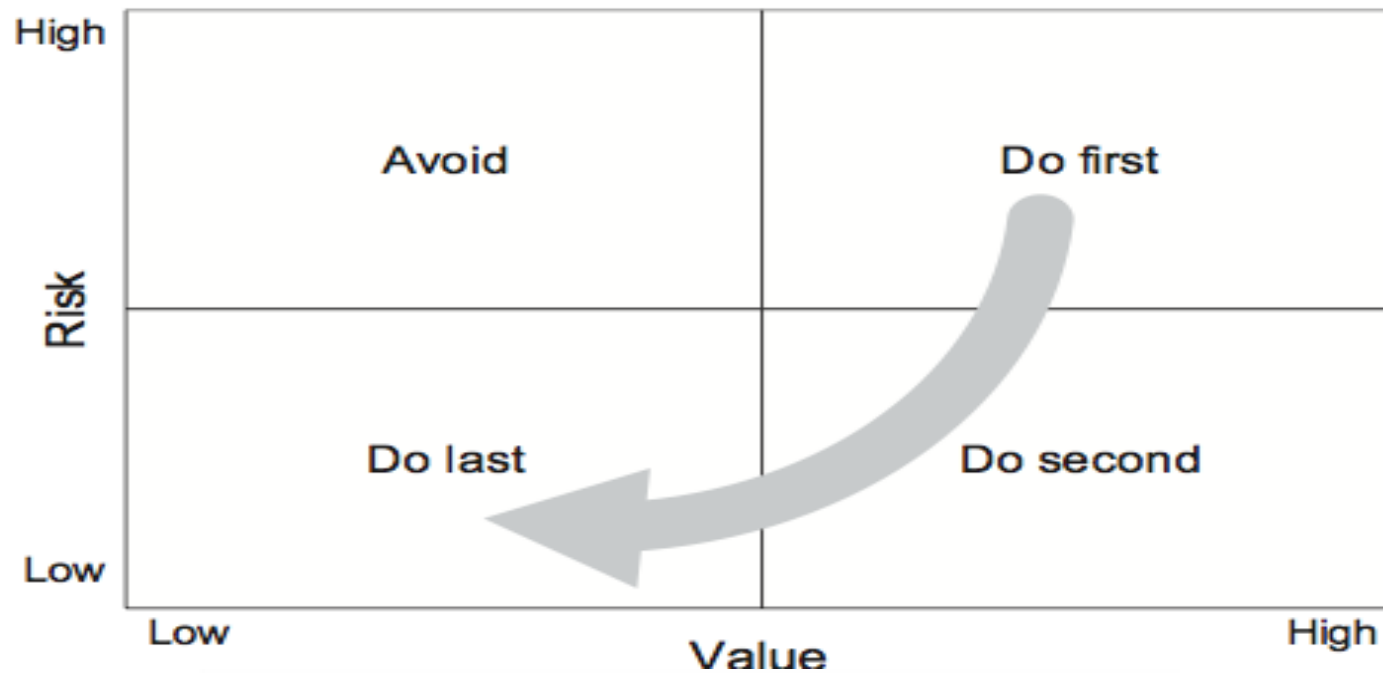 High
Avoid
Do first
Risk
Do last
Do second
Low
Low
Value
High